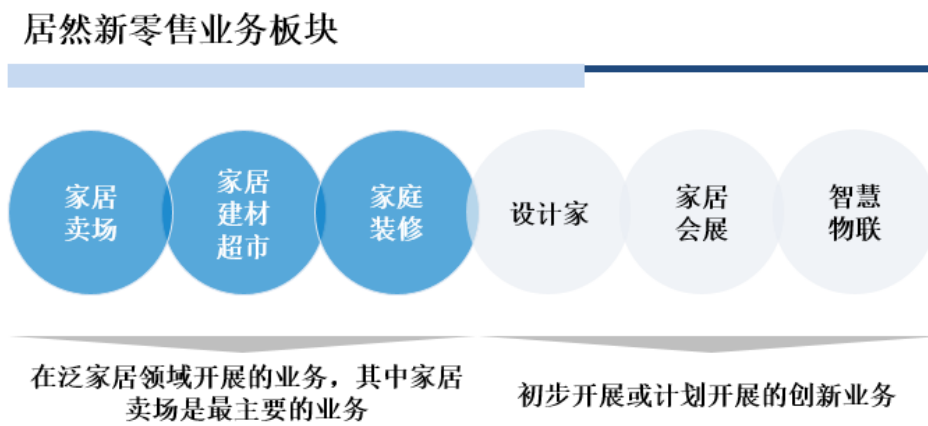 居然新零售业务板块
家居
卖场
家居
建材
超市
家庭
装修
设计家
家居
会展
智慧
物联
在泛家居领域开展的业务，其中家居
卖场是最主要的业务
初步开展或计划开展的创新业务